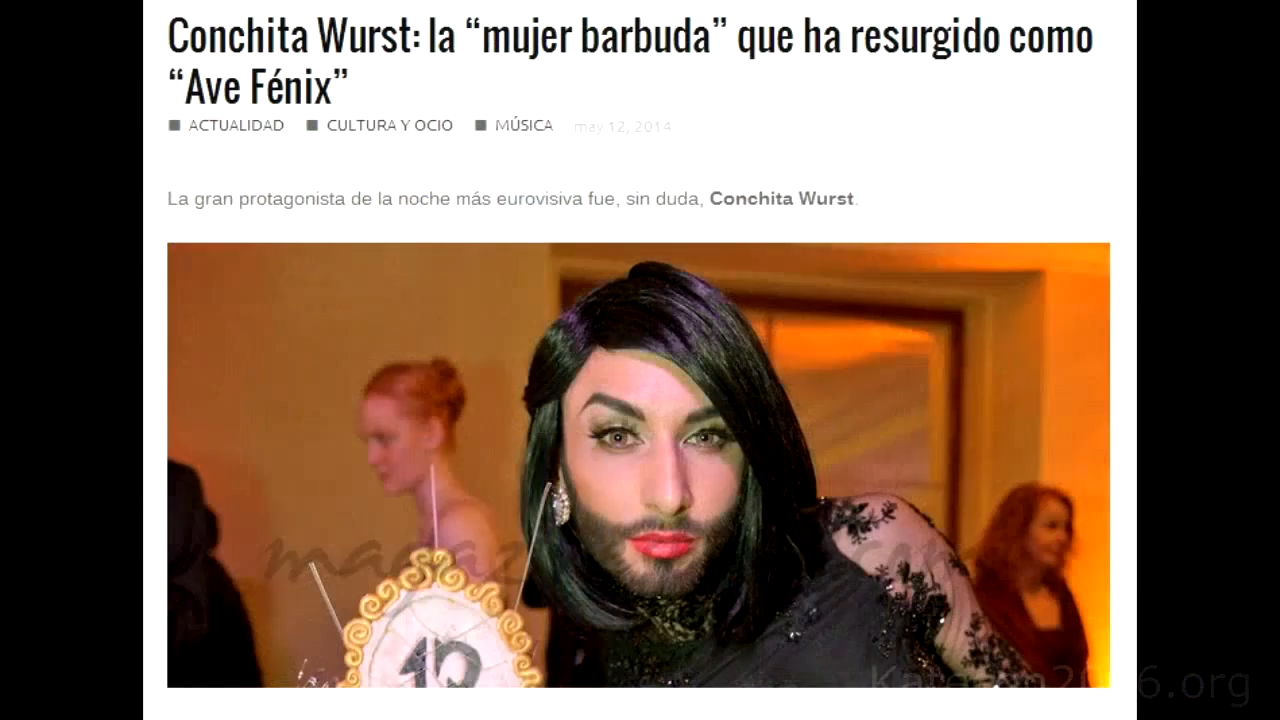 Conchita Wurst: la “mujer barbuda” que ha resurgido como
“Ave Fénix”
ACTUALIDAD CULTURA Y OCIO MÚSICA may 12, 2014
La gran protagonista de la noche más eurovisiva fue, sin duda, Conchita Wurst.
12